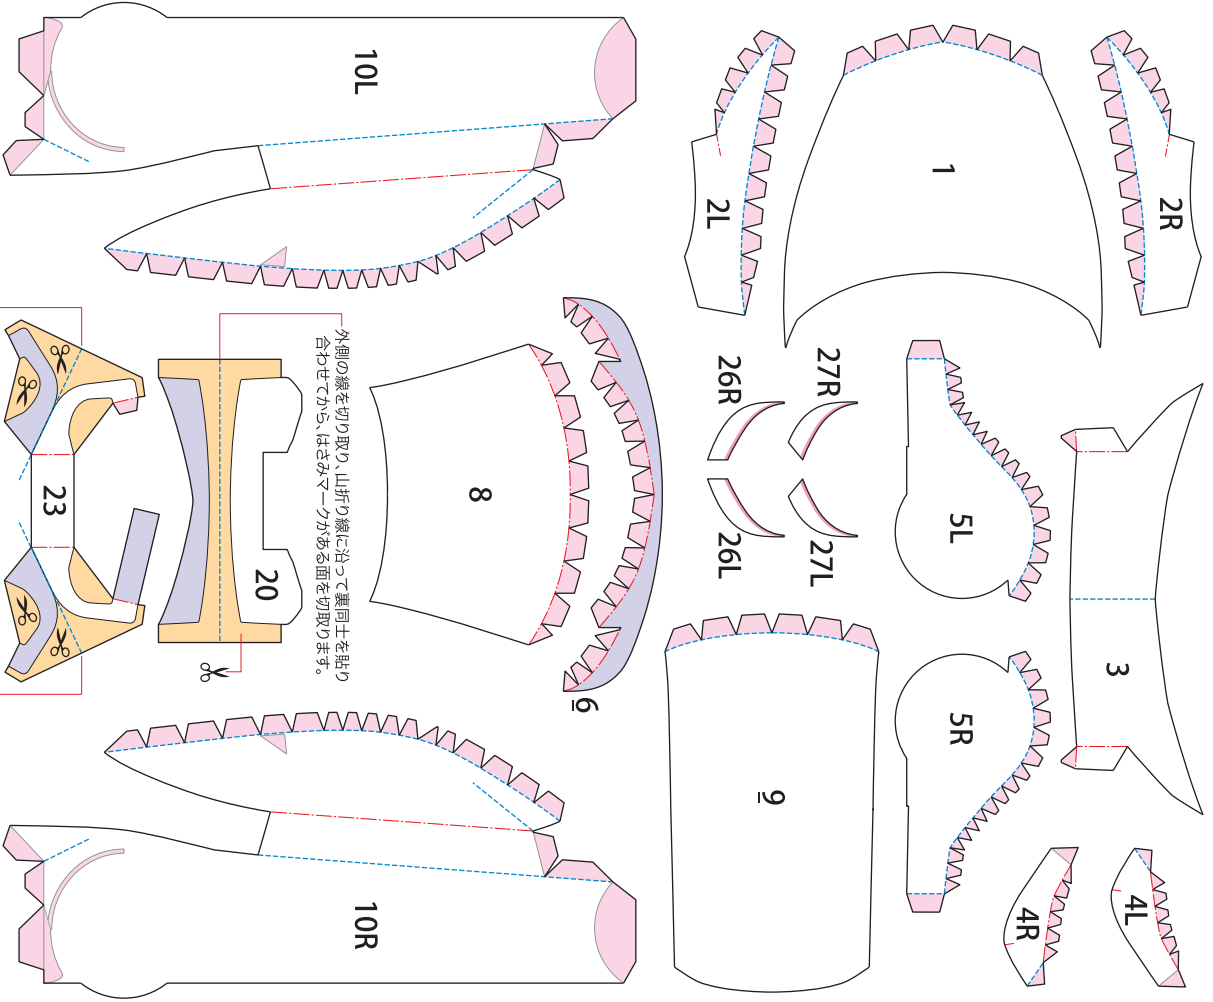 10L
2L
1
2R
26R
27R
26L
27L
5L
3
外側の線を切り取り、山折り線に沿って裏同士を貼り
合わせてから、はさみマークがある面を切取ります。
8
23
20
6
5R
9
4R
4L
10R